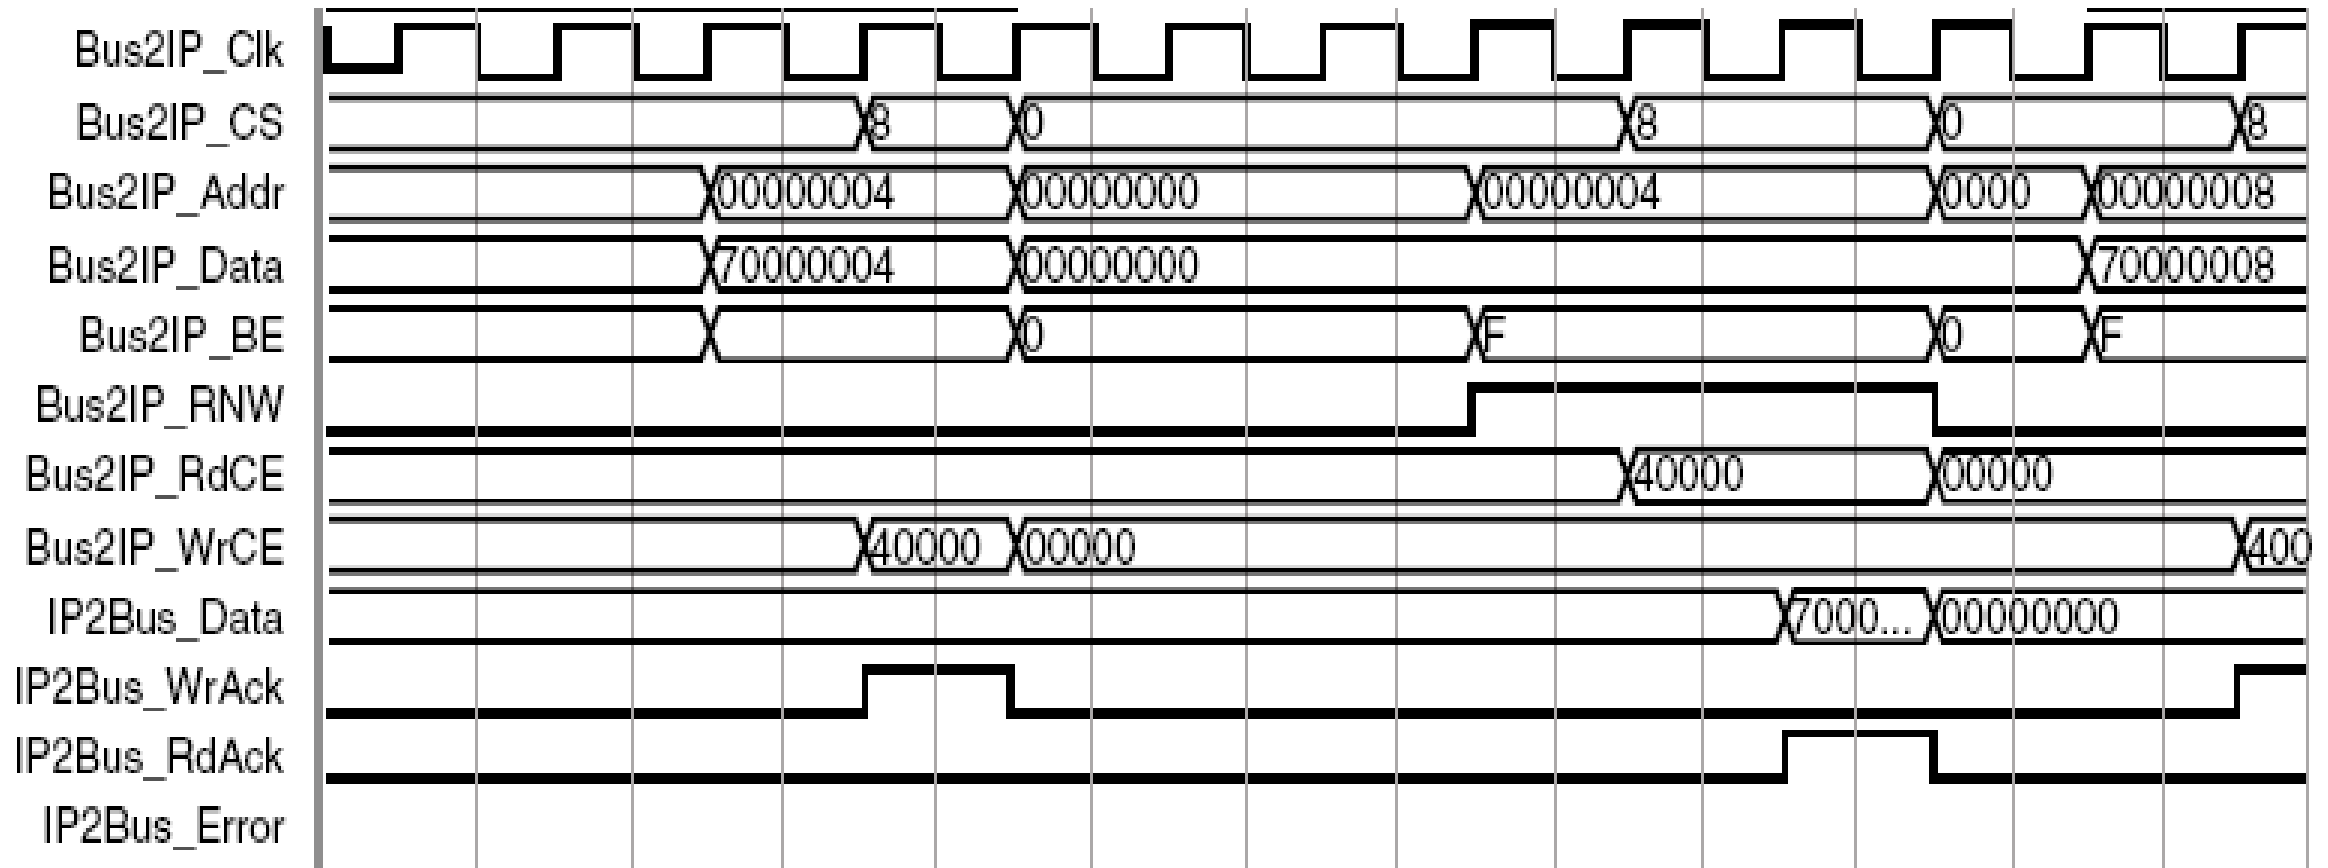 Bus2IP_Clk
Bus2IP_CS 8 0 8 0 8
Bus2IP_Addr 00000004 00000000 00000004 0000 00000008
Bus2IP_Data 70000004 00000000 70000008
Bus2IP_BE 0 F 0 F
Bus2IP_RNW
Bus2IP_RdCE 40000 00000
Bus2IP_WrCE 40000 00000 400
IP2Bus_Data 7000... 00000000
IP2Bus_WrAck
IP2Bus_RdAck
IP2Bus_Error